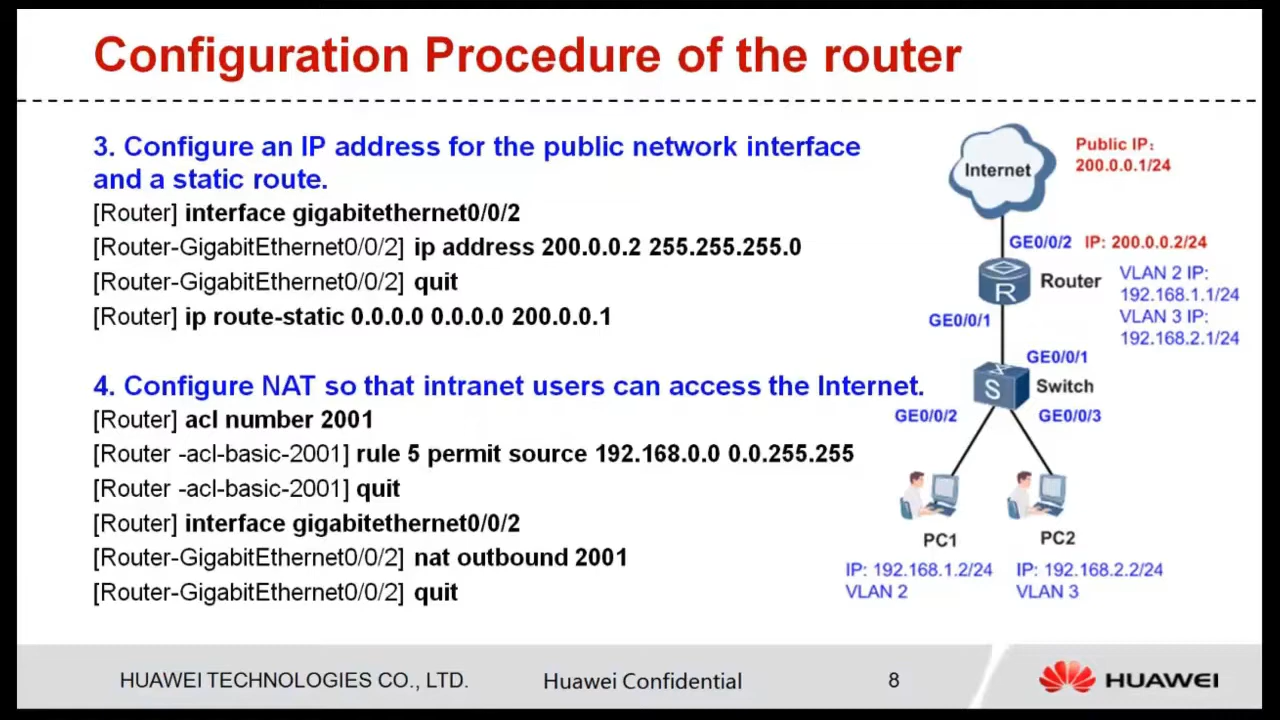 Configuration Procedure of the router
3. Configure an IP address for the public network interface
and a static route.
[Router] interface gigabitethernet0/0/2
[Router-GigabitEthernet0/0/2] ip address 200.0.0.2 255.255.255.0
[Router-GigabitEthernet0/0/2] quit
[Router] ip route-static 0.0.0.0 0.0.0.0 200.0.0.1
4. Configure NAT so that intranet users can access the Internet.
[Router] acl number 2001
[Router -acl-basic-2001] rule 5 permit source 192.168.0.0 0.0.255.255
[Router -acl-basic-2001] quit
[Router] interface gigabitethernet0/0/2
[Router-GigabitEthernet0/0/2] nat outbound 2001
[Router-GigabitEthernet0/0/2] quit
Internet
Public IP:
200.0.0.1/24
GE0/0/2 IP: 200.0.0.2/24
R
Router
VLAN 2 IP:
192.168.1.1/24
VLAN 3 IP:
192.168.2.1/24
GE0/0/1
GE0/0/1
S
Switch
GE0/0/2
GE0/0/3
PC1
PC2
IP: 192.168.1.2/24
VLAN 2
IP: 192.168.2.2/24
VLAN 3
HUAWEI TECHNOLOGIES CO., LTD.
Huawei Confidential
8
HUAWEI